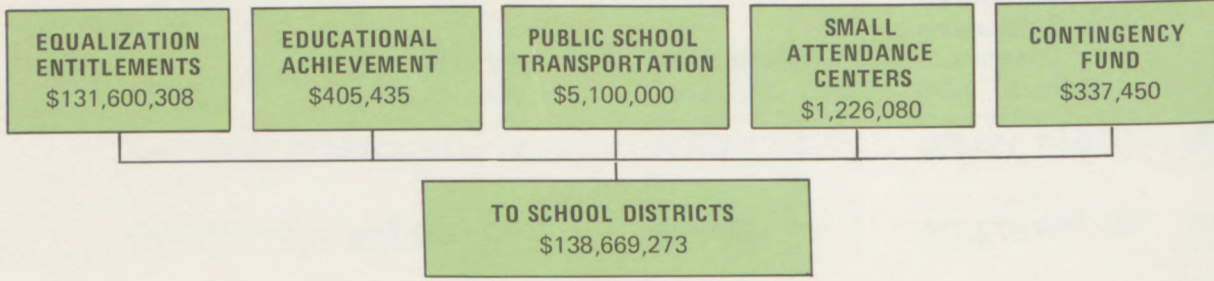 EQUALIZATION
ENTITLEMENTS
$131,600,308
EDUCATIONAL
ACHIEVEMENT
$405,435
PUBLIC SCHOOL
TRANSPORTATION
$5,100,000
SMALL
ATTENDANCE
CENTERS
$1,226,080
CONTINGENCY
FUND
$337,450
TO SCHOOL DISTRICTS
$138,669,273